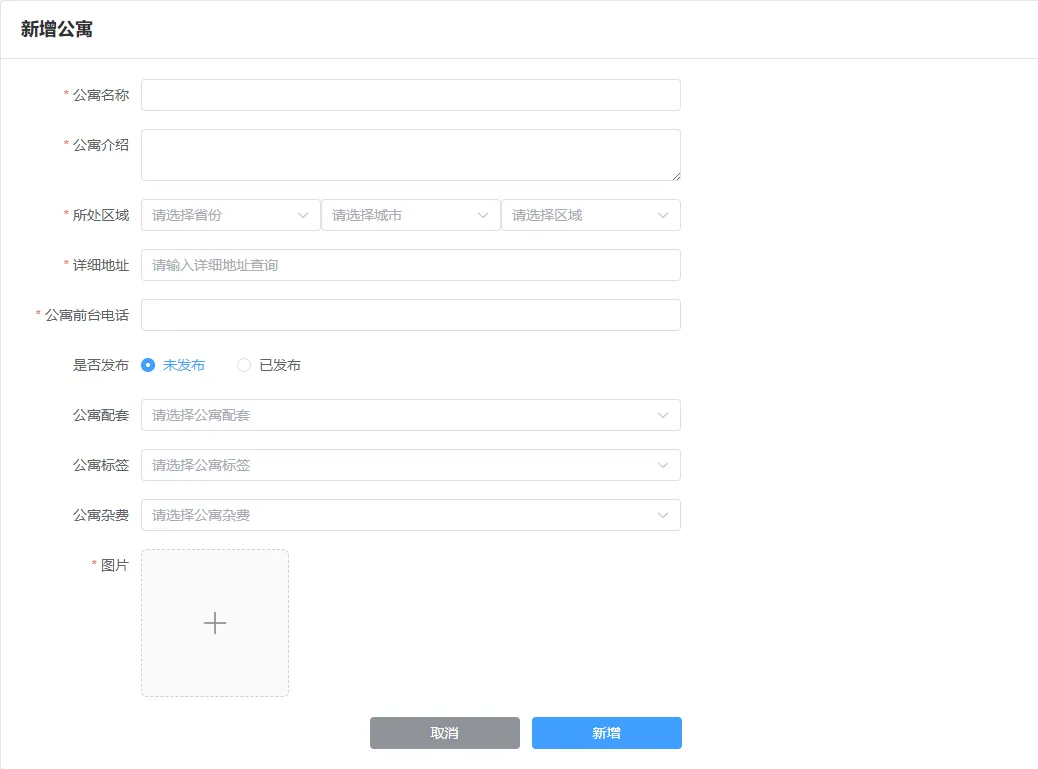 新增公寓
* 公寓名称
* 公寓介绍
* 所处区域 请选择省份 请选择城市 请选择区域
* 详细地址 请输入详细地址查询
* 公寓前台电话
是否发布 未发布 已发布
公寓配套 请选择公寓配套
公寓标签 请选择公寓标签
公寓杂费 请选择公寓杂费
* 图片
取消 新增